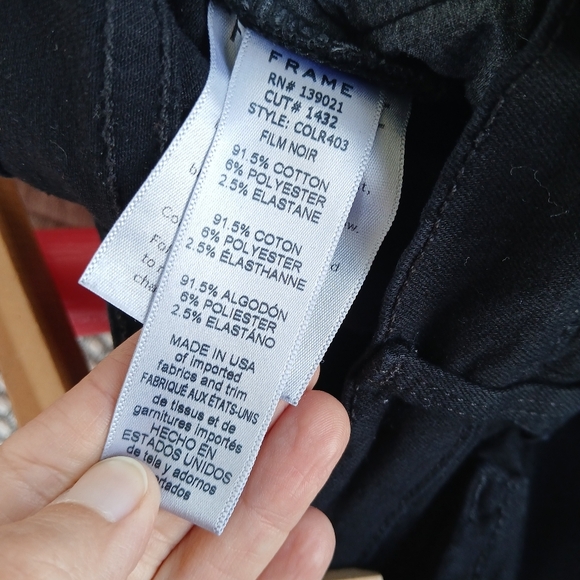 FRAME
RN# 139021
CUT# 1432
STYLE: COLR403
FILM NOIR
91.5% COTTON
6% POLYESTER
2.5% ELASTANE
91.5% COTON
6% POLYESTER
2.5% ÉLASTHANNE
91.5% ALGODÓN
6% POLIESTER
2.5% ELASTANO
MADE IN USA
of imported
fabrics and trim
FABRIQUE AUX ÉTATS-UNIS
de tissus et de
garnitures importés
HECHO EN
ESTADOS UNIDOS
de tela y adornos